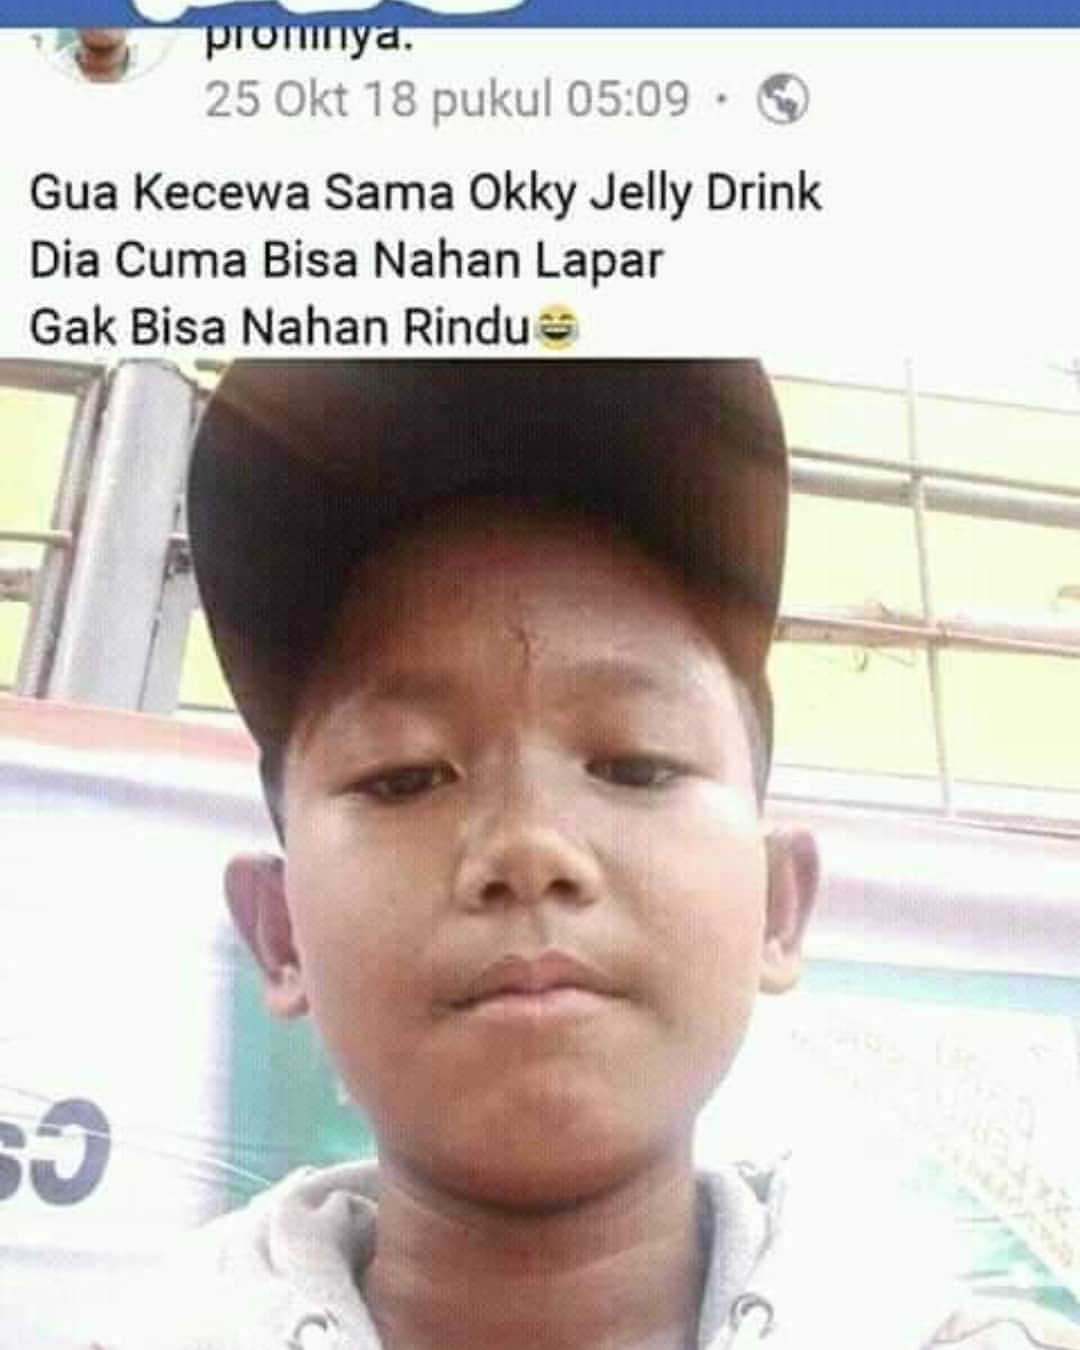 profilnya.
25 Okt 18 pukul 05:09 ·
Gua Kecewa Sama Okky Jelly Drink
Dia Cuma Bisa Nahan Lapar
Gak Bisa Nahan Rindu😅